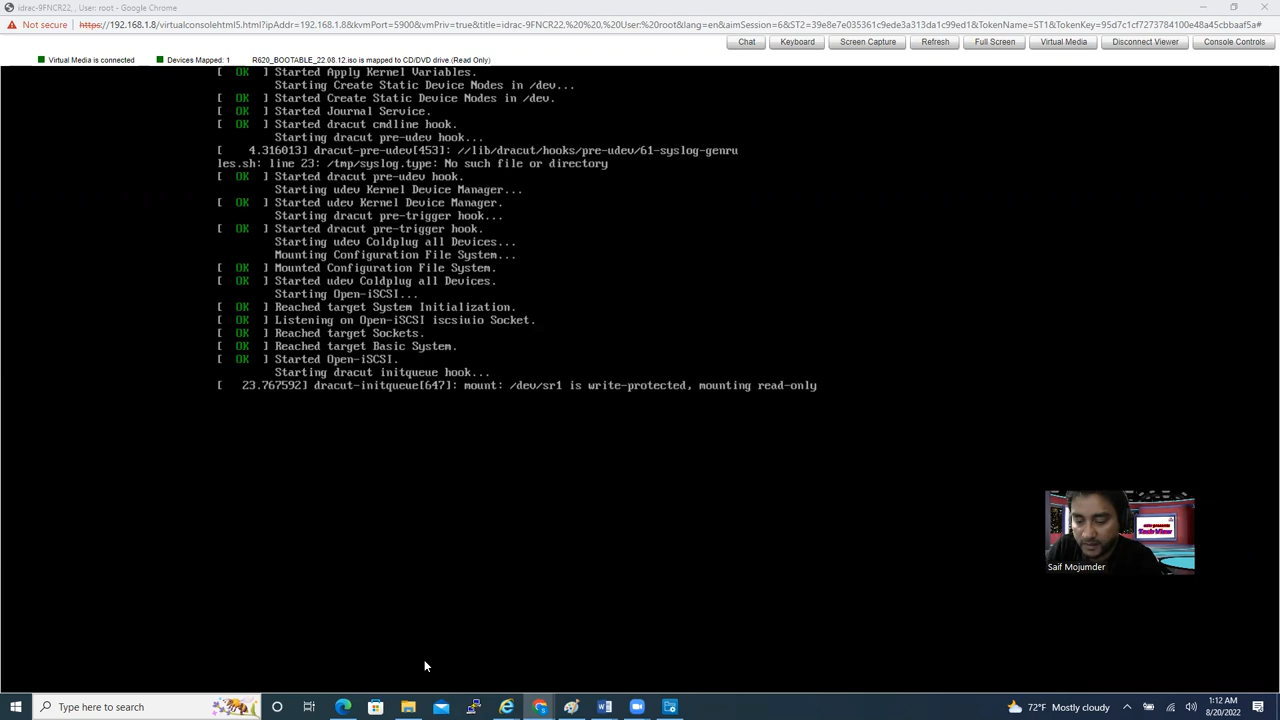 idrac-9FNCR22, , User: root - Google Chrome
Not secure | https://192.168.1.8/virtualconsolehtml5.html?ipAddr=192.168.1.8&kvmPort=5900&vmPriv=true&title=idrac-9FNCR22,%20%20,%20User:%20root&lang=en&aimSession=6&ST2=39e8e7e035361c9ede3a313da1c99ed1&TokenName=ST1&TokenKey=95d7c1cf7273784100e48a45cbbaaf5a#
Chat Keyboard Screen Capture Refresh Full Screen Virtual Media Disconnect Viewer Console Controls
Virtual Media is connected Devices Mapped: 1 R620_BOOTABLE_22.08.12.iso is mapped to CD/DVD drive.(Read Only)
[ OK ] Started Apply Kernel Variables.
Starting Create Static Device Nodes in /dev...
[ OK ] Started Create Static Device Nodes in /dev.
[ OK ] Started Journal Service.
[ OK ] Started dracut cmdline hook.
Starting dracut pre-udev hook...
[ 4.316013] dracut-pre-udev[453]: //lib/dracut/hooks/pre-udev/61-syslog-genru
les.sh: line 23: /tmp/syslog.type: No such file or directory
[ OK ] Started dracut pre-udev hook.
Starting udev Kernel Device Manager...
[ OK ] Started udev Kernel Device Manager.
Starting dracut pre-trigger hook...
[ OK ] Started dracut pre-trigger hook.
Starting udev Coldplug all Devices...
Mounting Configuration File System...
[ OK ] Mounted Configuration File System.
[ OK ] Started udev Coldplug all Devices.
Starting Open-iSCSI...
[ OK ] Reached target System Initialization.
[ OK ] Listening on Open-iSCSI iscsiuio Socket.
[ OK ] Reached target Sockets.
[ OK ] Reached target Basic System.
[ OK ] Started Open-iSCSI.
Starting dracut initqueue hook...
[ 23.767592] dracut-initqueue[647]: mount: /dev/sr1 is write-protected, mounting read-only
Saif Mojumder
Type here to search
72°F Mostly cloudy
1:12 AM
8/20/2022